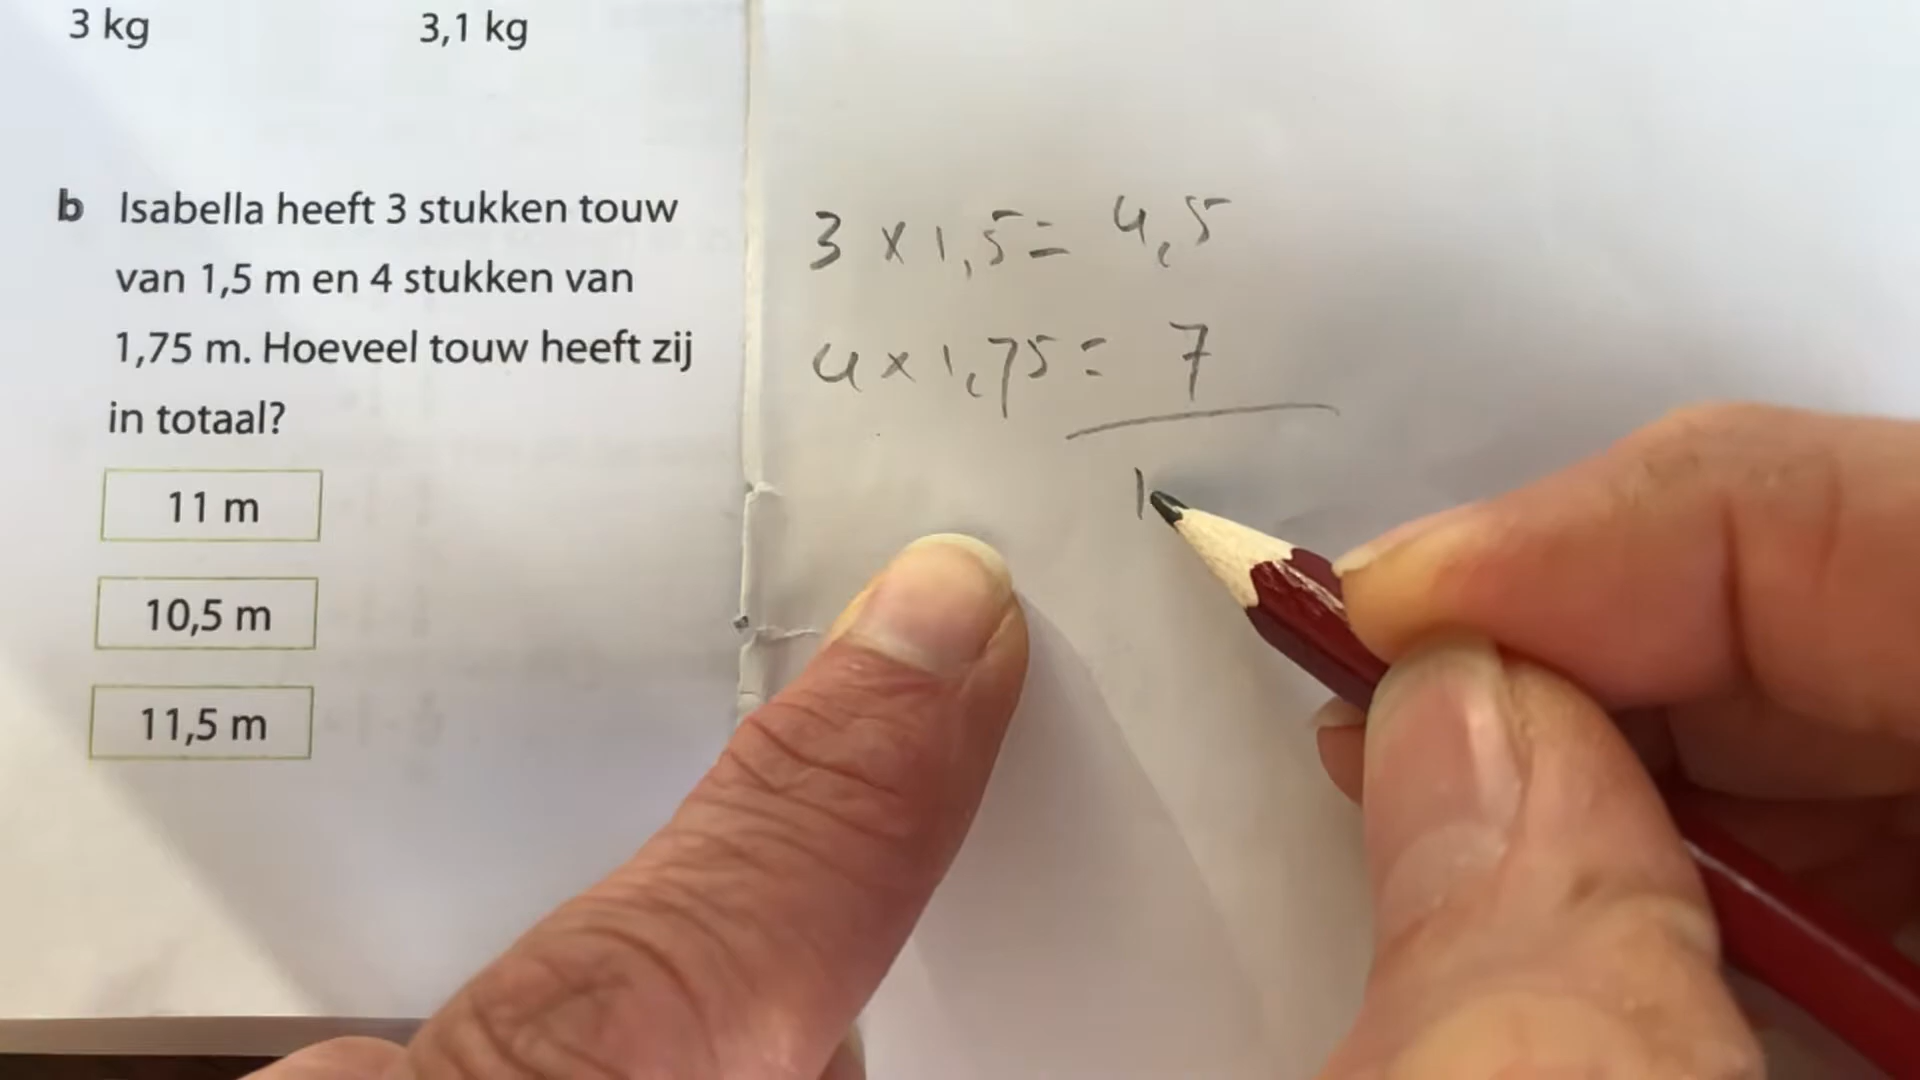 3 kg 3,1 kg
b Isabella heeft 3 stukken touw
van 1,5 m en 4 stukken van
1,75 m. Hoeveel touw heeft zij
in totaal?
11 m
10,5 m
11,5 m
3 x 1,5 = 4,5
4 x 1,75 = 7
1